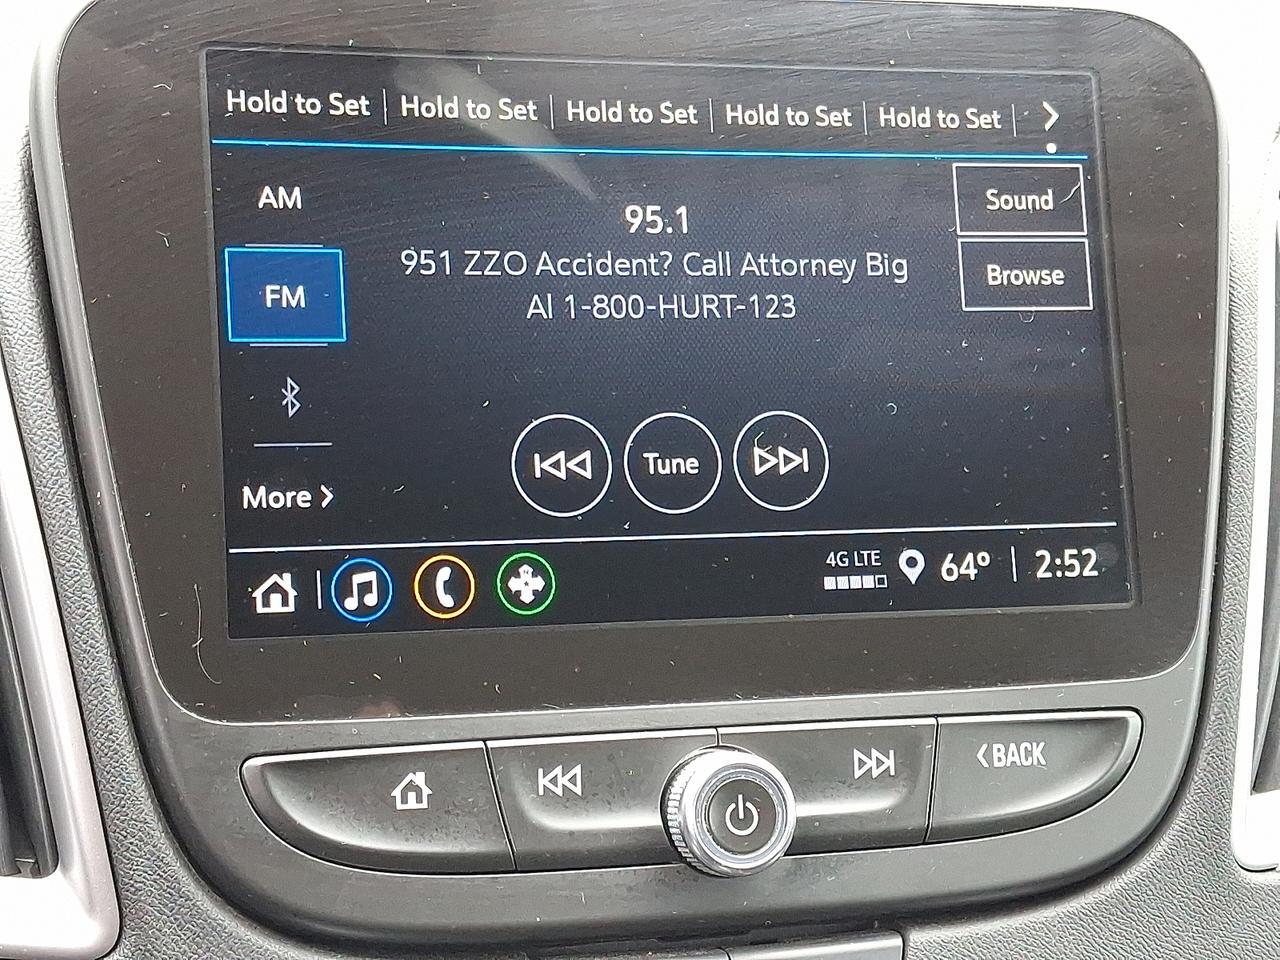 Hold to Set Hold to Set Hold to Set Hold to Set Hold to Set >
AM
Sound
95.1
951 ZZO Accident? Call Attorney Big
Al 1-800-HURT-123
Browse
FM
Tune
More >
4G LTE
64° 2:52
< BACK